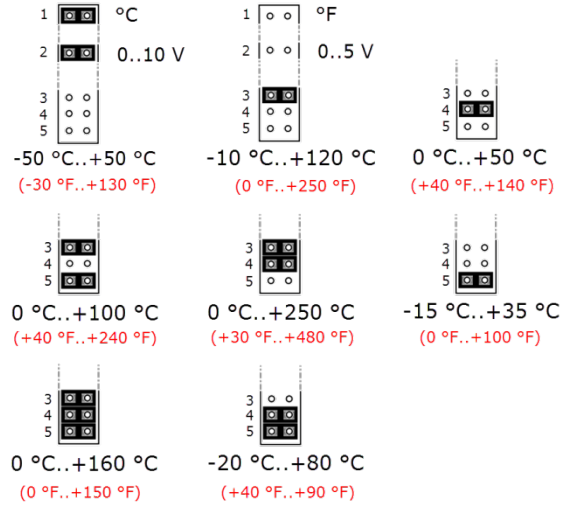 1 °C
2 0..10 V
3
4
5
-50 °C..+50 °C
(-30 °F..+130 °F)
1 °F
2 0..5 V
3
4
5
-10 °C..+120 °C
(0 °F..+250 °F)
3
4
5
0 °C..+50 °C
(+40 °F..+140 °F)
3
4
5
0 °C..+100 °C
(+40 °F..+240 °F)
3
4
5
0 °C..+250 °C
(+30 °F..+480 °F)
3
4
5
-15 °C..+35 °C
(0 °F..+100 °F)
3
4
5
0 °C..+160 °C
(0 °F..+150 °F)
3
4
5
-20 °C..+80 °C
(+40 °F..+90 °F)